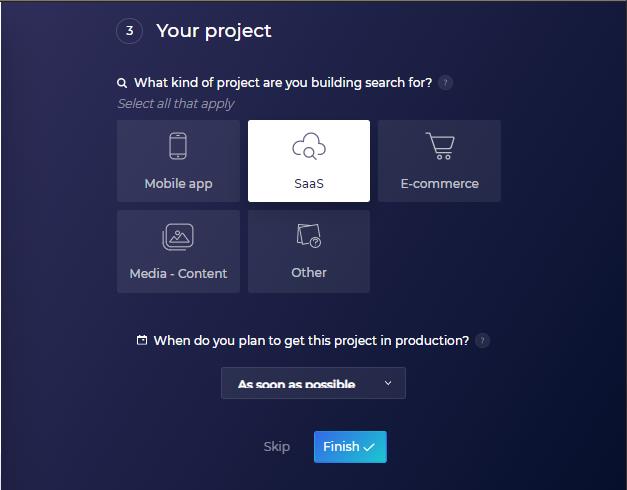 3 Your project
What kind of project are you building search for? ?
Select all that apply
Mobile app SaaS E-commerce
Media - Content Other
When do you plan to get this project in production? ?
As soon as possible
Skip Finish